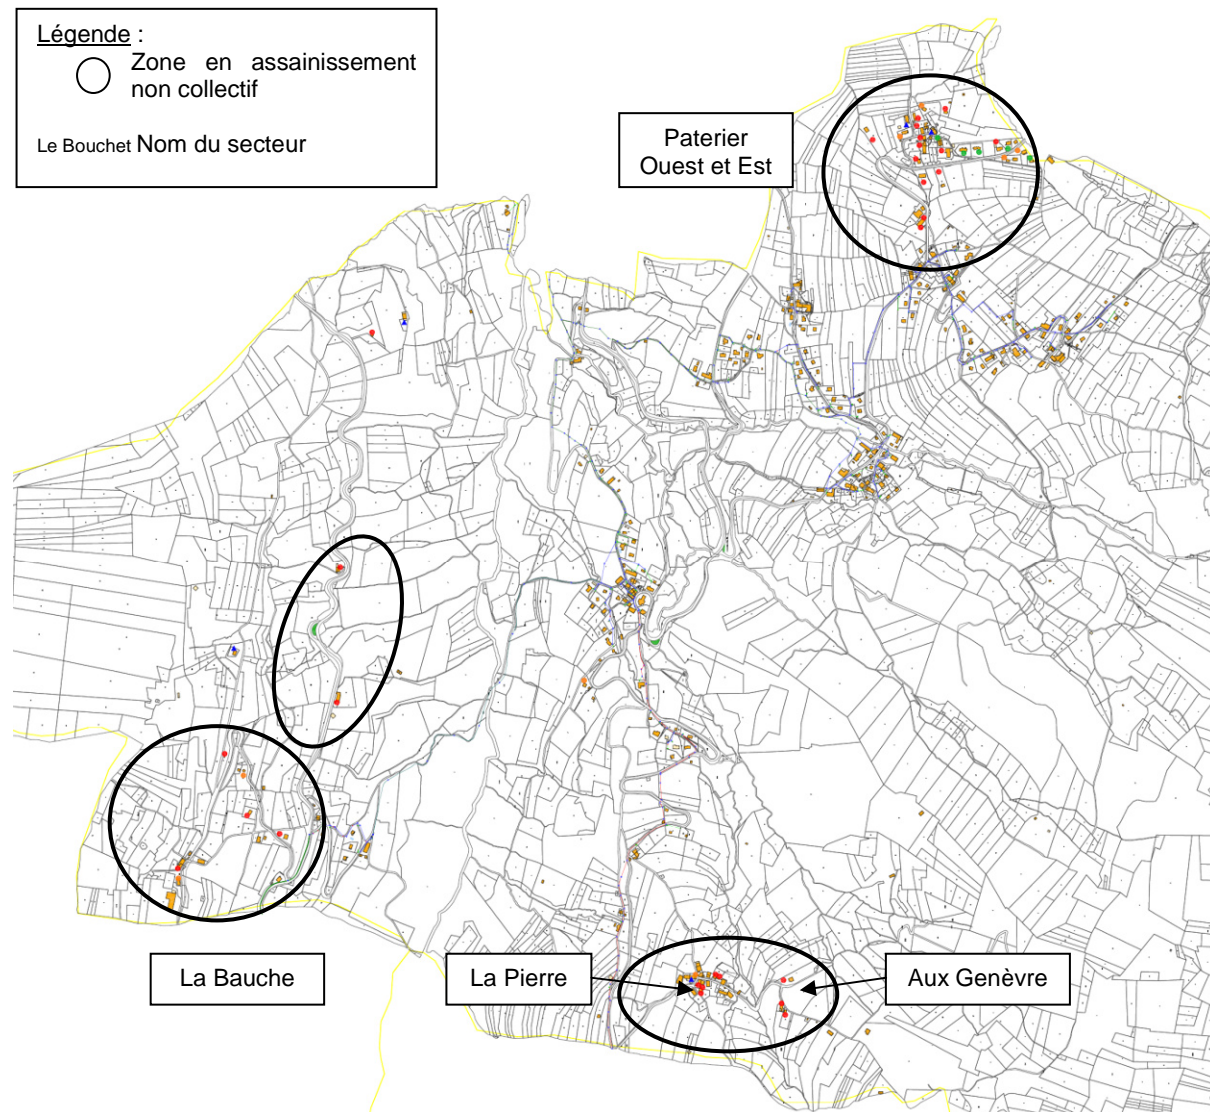 Légende :
Zone en assainissement
non collectif
Le Bouchet Nom du secteur
Paterier
Ouest et Est
La Bauche
La Pierre
Aux Genèvre